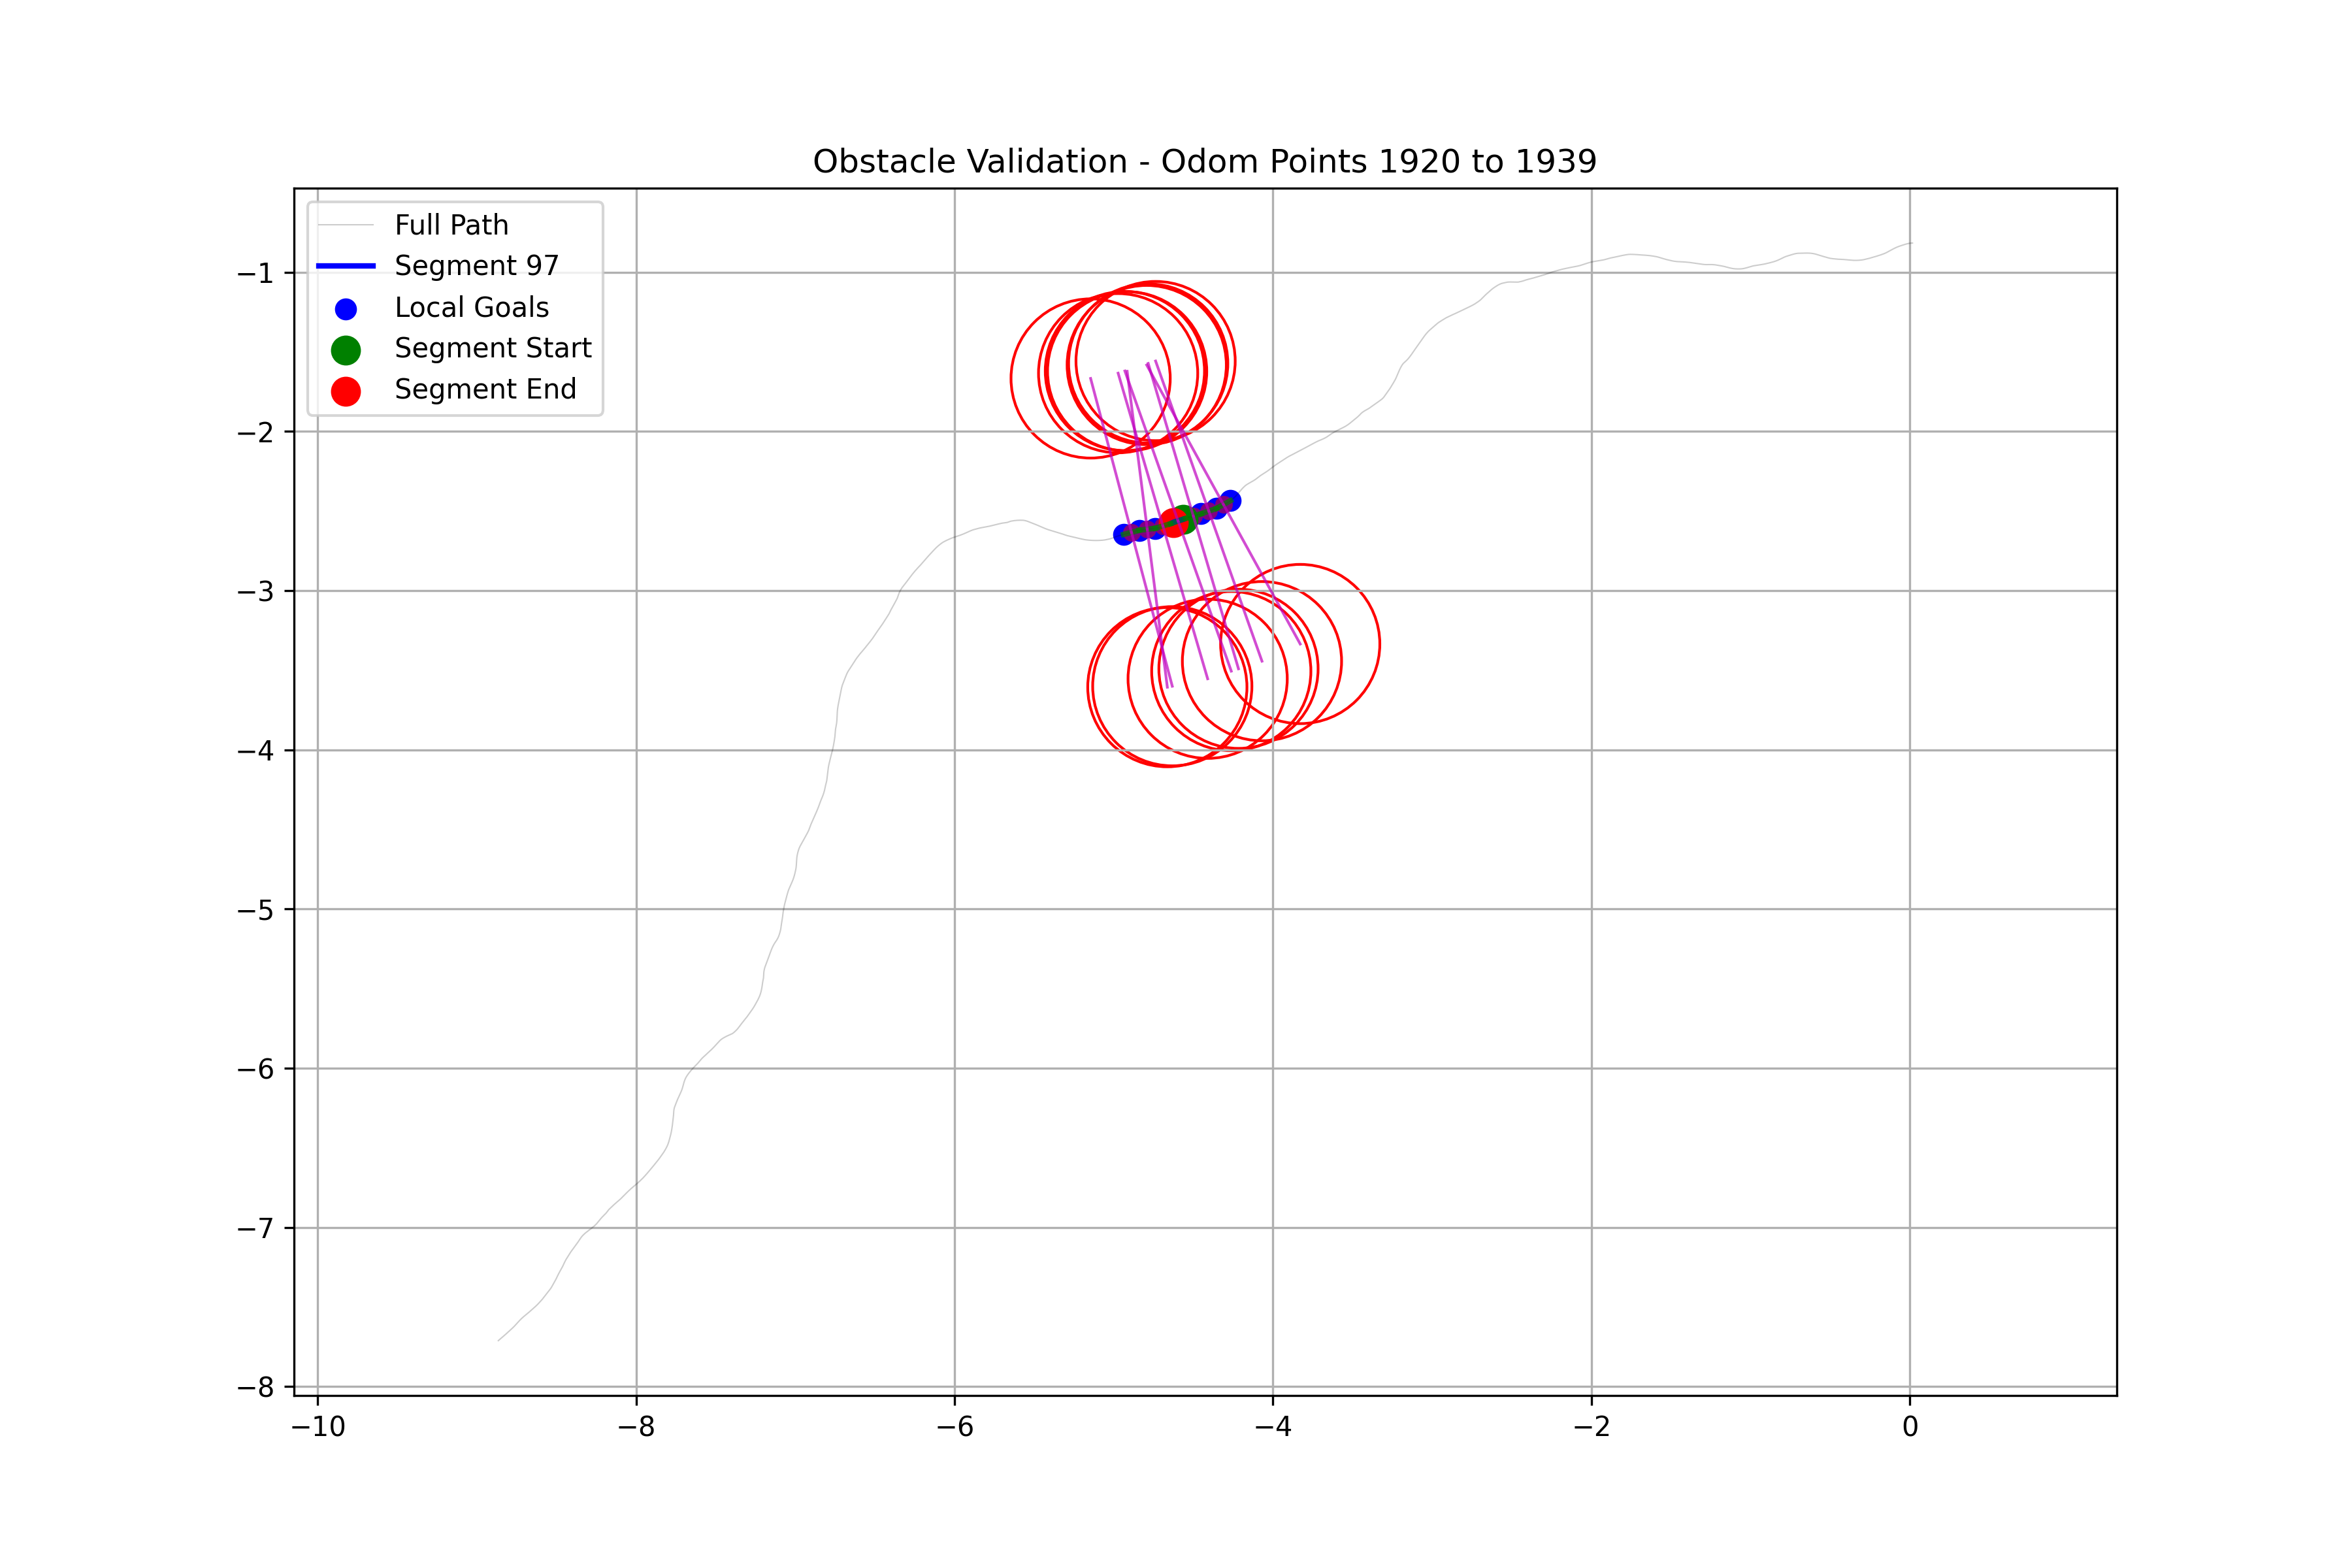 Obstacle Validation - Odom Points 1920 to 1939
Full Path
Segment 97
Local Goals
Segment Start
Segment End
−1
−2
−3
−4
−5
−6
−7
−8
−10
−8
−6
−4
−2
0